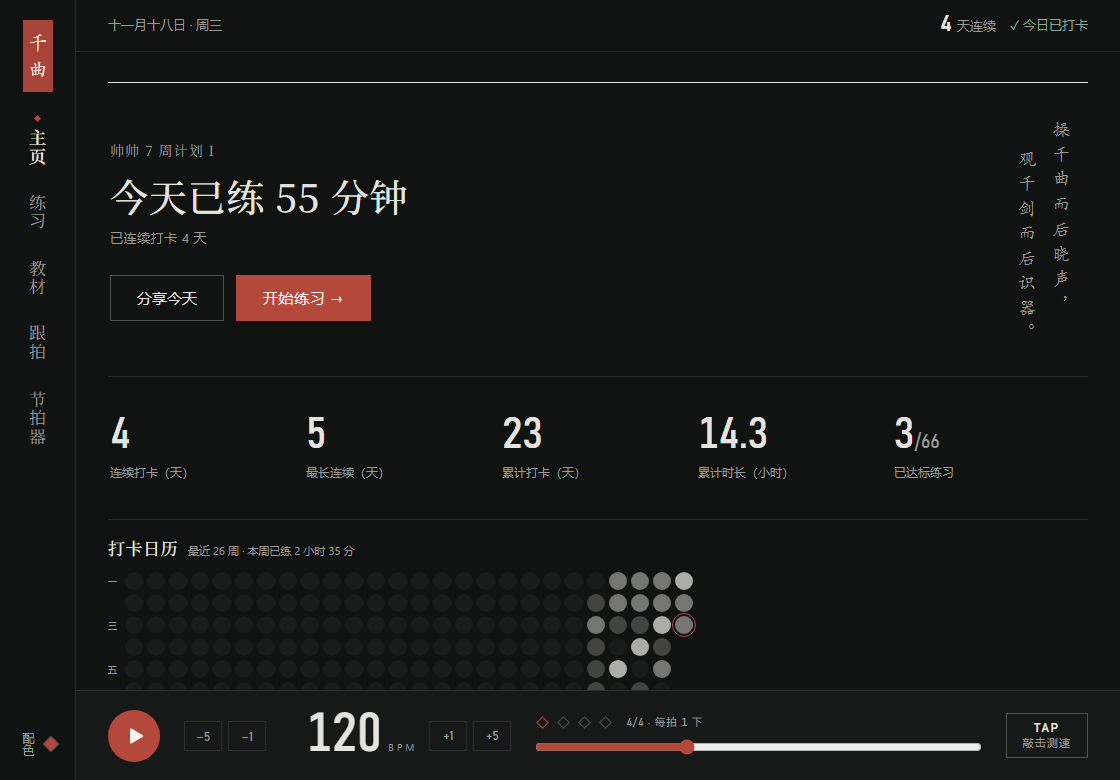 千曲
主页
练习
教材
跟拍
节拍器
配色
十一月十八日 · 周三
4 天连续 ✓ 今日已打卡
帅帅 7 周计划 I
今天已练 55 分钟
已连续打卡 4 天
分享今天
开始练习 →
操千曲而后晓声，
观千剑而后识器。
4
连续打卡（天）
5
最长连续（天）
23
累计打卡（天）
14.3
累计时长（小时）
3/66
已达标练习
打卡日历 最近 26 周 · 本周已练 2 小时 35 分
一
三
五
−5
−1
120 BPM
+1
+5
4/4 · 每拍 1 下
TAP
敲击测速